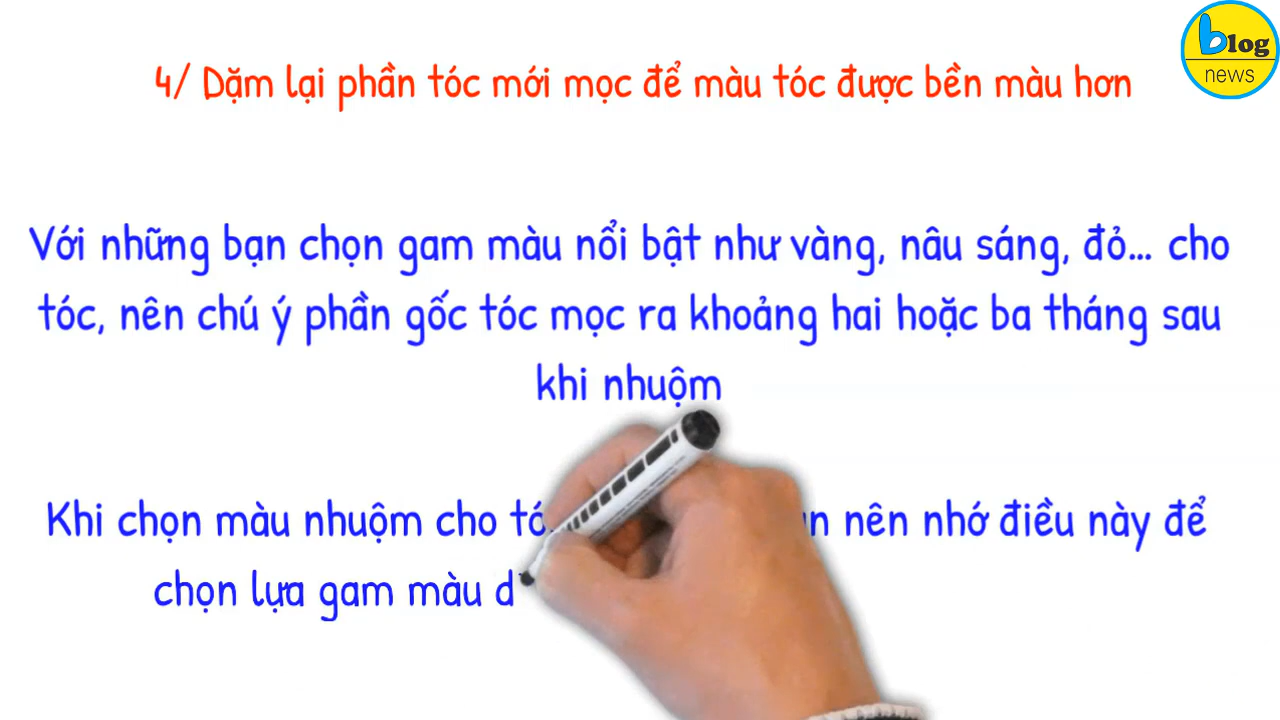 blog
news
4/ Dặm lại phần tóc mới mọc để màu tóc được bền màu hơn
Với những bạn chọn gam màu nổi bật như vàng, nâu sáng, đỏ... cho
tóc, nên chú ý phần gốc tóc mọc ra khoảng hai hoặc ba tháng sau
khi nhuộm
Khi chọn màu nhuộm cho nên nhớ điều này để
chọn lựa gam màu